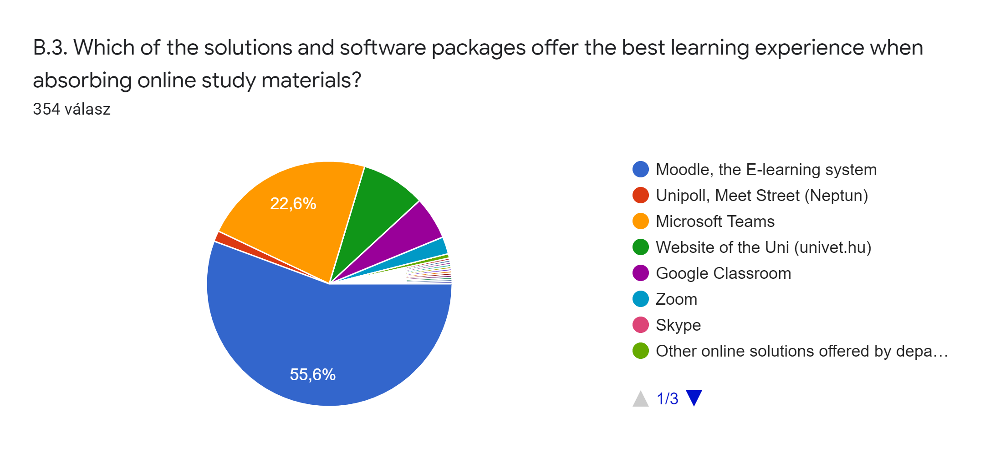 B.3. Which of the solutions and software packages offer the best learning experience when
absorbing online study materials?
354 válasz
22,6%
55,6%
Moodle, the E-learning system
Unipoll, Meet Street (Neptun)
Microsoft Teams
Website of the Uni (univet.hu)
Google Classroom
Zoom
Skype
Other online solutions offered by depa…
1/3